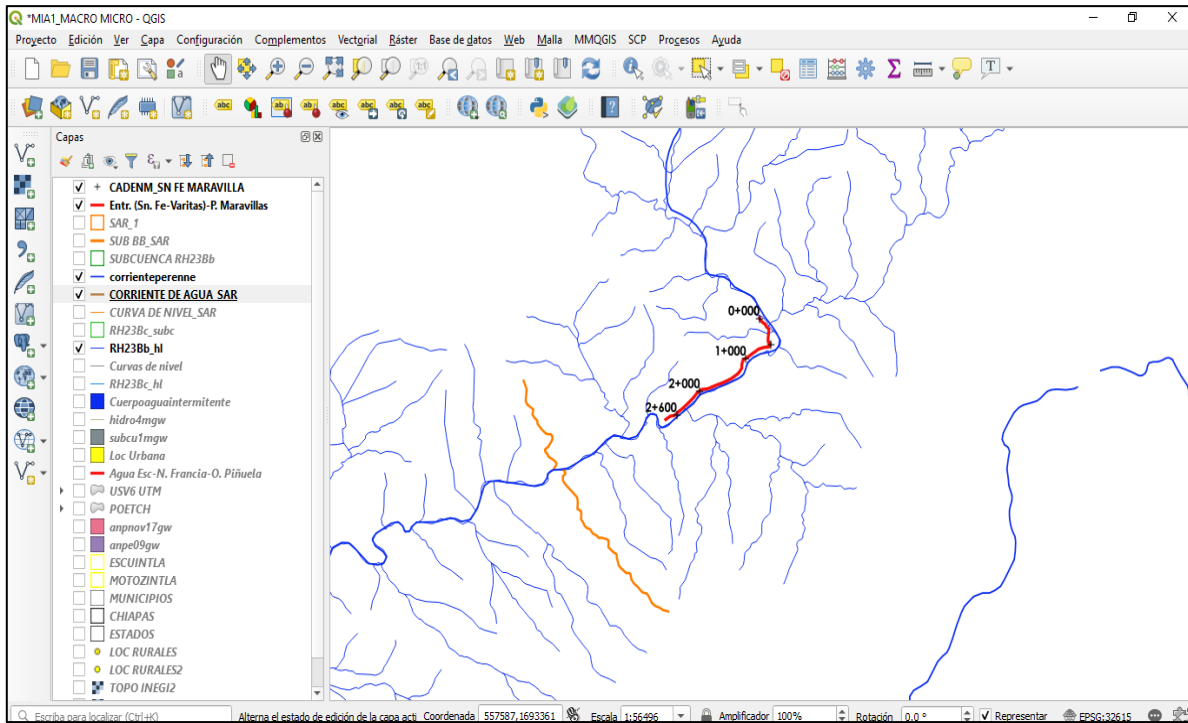 *MIA1_MACRO MICRO - QGIS
Proyecto Edición Ver Capa Configuración Complementos Vectorial Ráster Base de datos Web Malla MMQGIS SCP Procesos Ayuda
Capas
CADENM_SN FE MARAVILLA
Entr. (Sn. Fe-Varitas)-P. Maravillas
SAR_1
SUB BB_SAR
SUBCUENCA RH23Bb
corrienteperenne
CORRIENTE DE AGUA_SAR
CURVA DE NIVEL_SAR
RH23Bc_subc
RH23Bb_hl
Curvas de nivel
RH23Bc_hl
Cuerpoaguaintermitente
hidro4mgw
subcu1mgw
Loc Urbana
Agua Esc-N. Francia-O. Piñuela
USV6 UTM
POETCH
anpnov17gw
anpe09gw
ESCUINTLA
MOTOZINTLA
MUNICIPIOS
CHIAPAS
ESTADOS
LOC RURALES
LOC RURALES2
TOPO INEGI2
0+000
1+000
2+000
2+600
Escriba para localizar (Ctrl+K) Alterna el estado de edición de la capa acti Coordenada 557587,1693361 Escala 1:56496 Amplificador 100% Rotación 0,0 ° Representar EPSG:32615